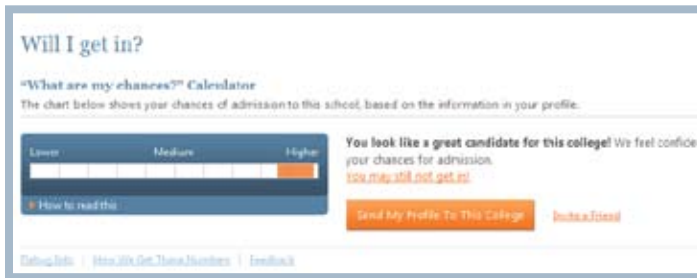 Will I get in?
"What are my chances?" Calculator
The chart below shows your chances of admission to this school, based on the information in your profile.
Lower Medium Higher
How to read this
You look like a great candidate for this college! We feel confide
your chances for admission.
You may still not get in!
Send My Profile To This College Invite a Friend
Debug Info | How We Get These Numbers | Feedback